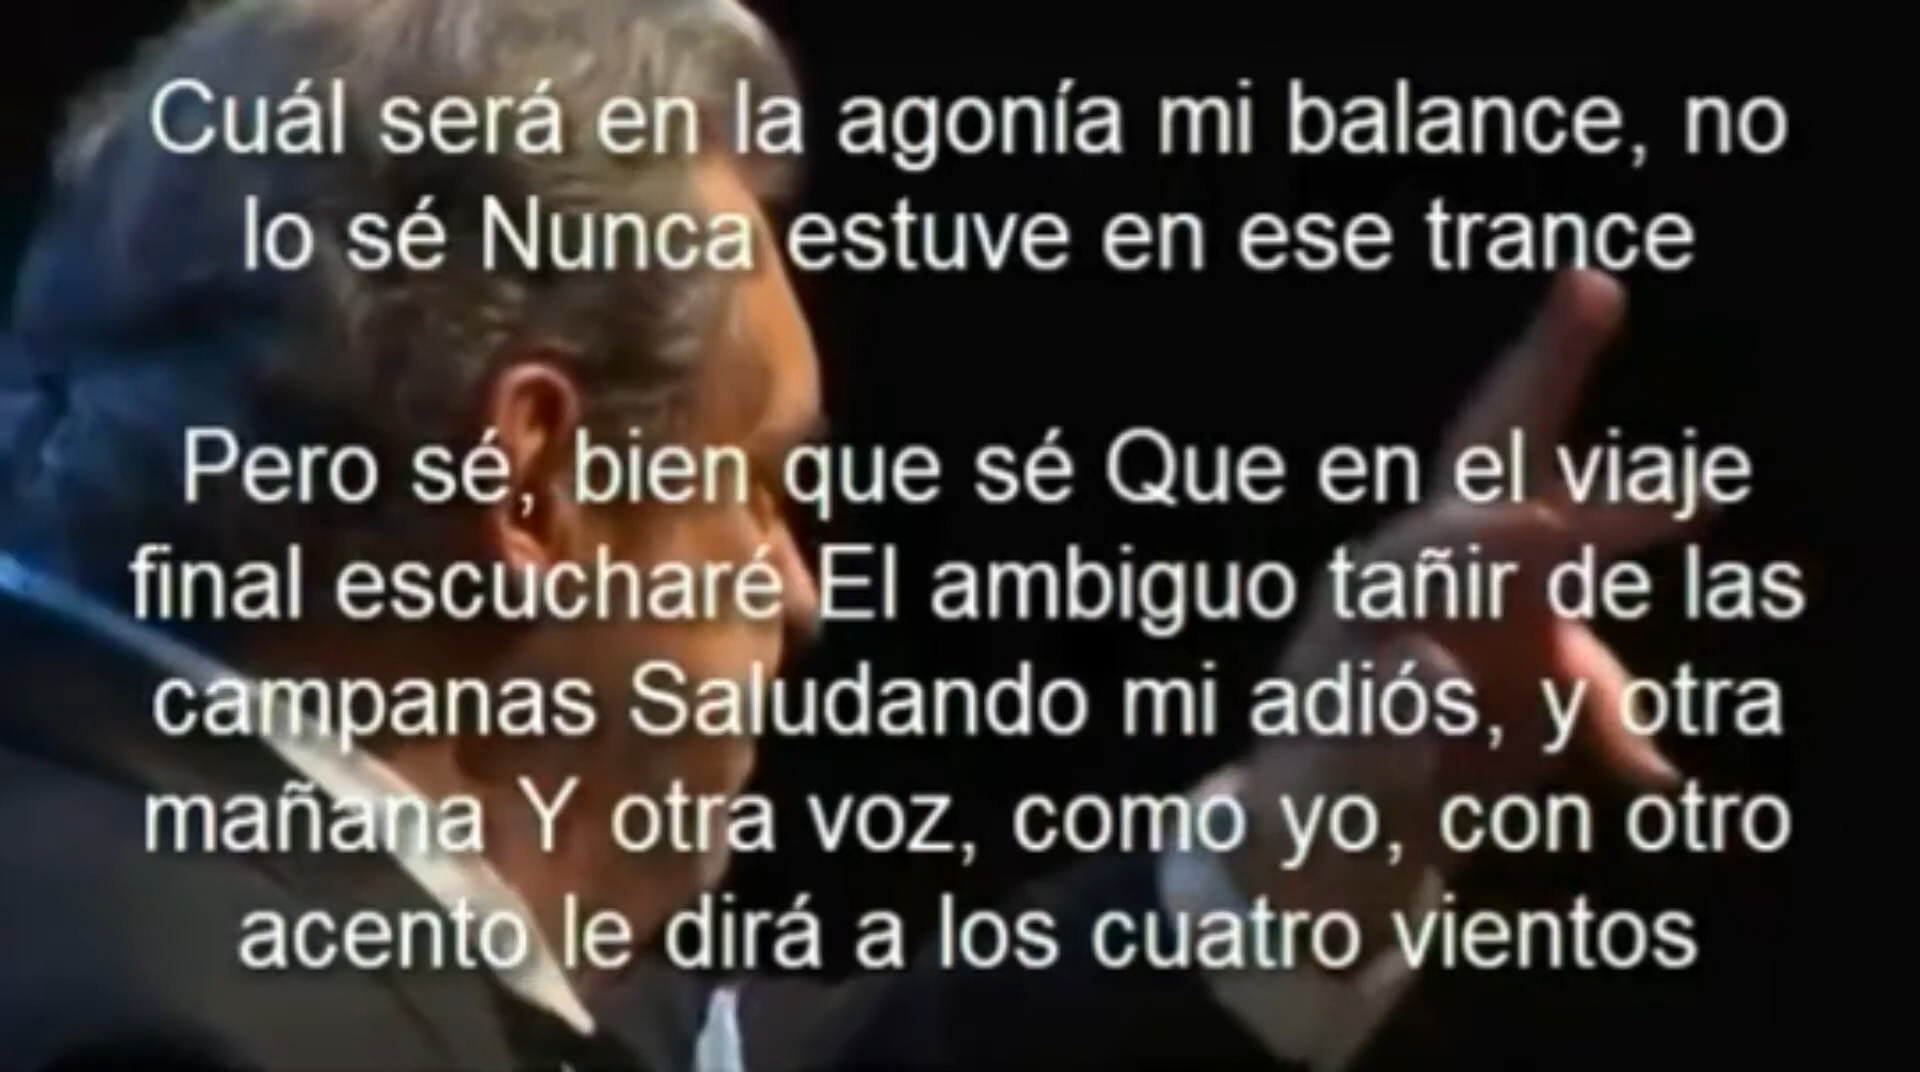 Cuál será en la agonía mi balance, no
lo sé Nunca estuve en ese trance
Pero sé, bien que sé Que en el viaje
final escucharé El ambiguo tañir de las
campanas Saludando mi adiós, y otra
mañana Y otra voz, como yo, con otro
acento le dirá a los cuatro vientos